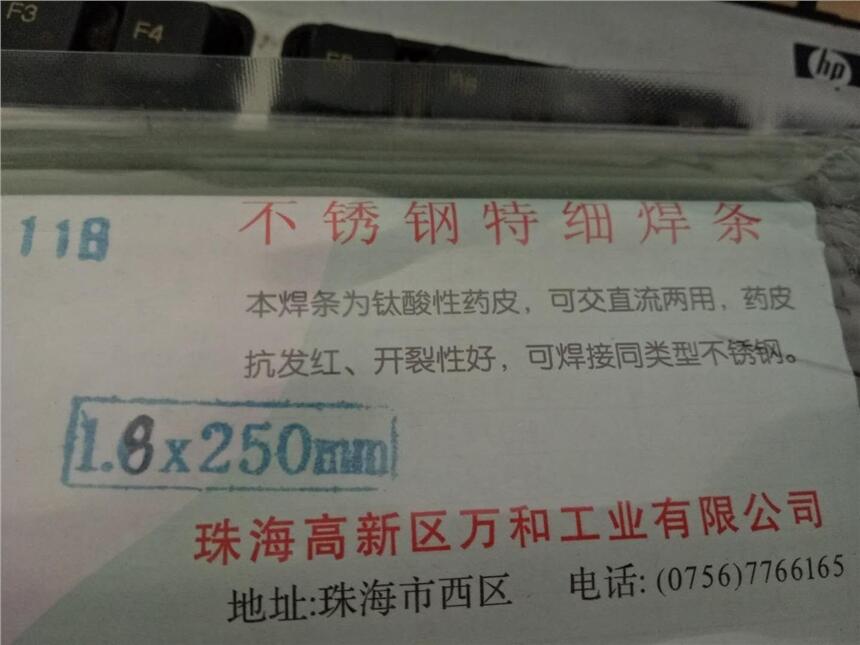 F3
F4
hp
118
不锈钢特细焊条
本焊条为钛酸性药皮，可交直流两用，药皮
抗发红、开裂性好，可焊接同类型不锈钢。
1.8x250mm
珠海高新区万和工业有限公司
地址:珠海市西区 电话: (0756)7766165